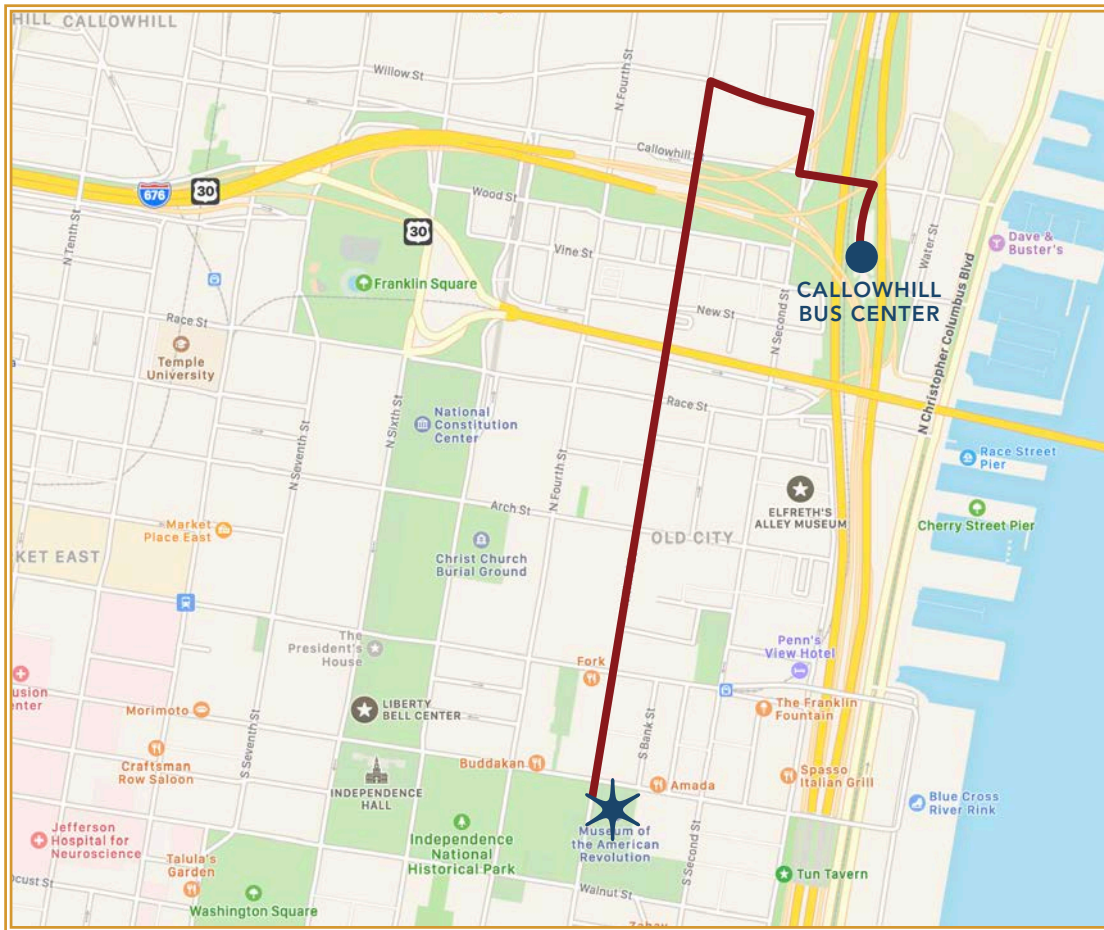 HILL
CALLOWHILL
Willow St
N Fourth St
Callowhill St
676
30
Wood St
30
N Tenth St
Vine St
Water St
Dave &
Buster's
Franklin Square
CALLOWHILL
BUS CENTER
New St
N Second St
Race St
Temple
University
N Christopher Columbus Blvd
N Sixth St
National
Constitution
Center
Race St
N Seventh St
N Fourth St
Race Street
Pier
ELFRETH'S
ALLEY MUSEUM
Arch St
Market
Place East
Cherry Street Pier
OLD CITY
KET EAST
Christ Church
Burial Ground
The
President's
House
Penn's
View Hotel
Fork
usion
enter
Morimoto
LIBERTY
BELL CENTER
The Franklin
Fountain
S Seventh St
S Bank St
Craftsman
Row Saloon
Buddakan
Amada
Spasso
Italian Grill
INDEPENDENCE
HALL
Blue Cross
River Rink
Jefferson
Hospital for
Neuroscience
Independence
National
Historical Park
Museum of
the American
Revolution
S Second St
Talula's
Garden
Tun Tavern
ocust St
Walnut St
Washington Square
Zahav